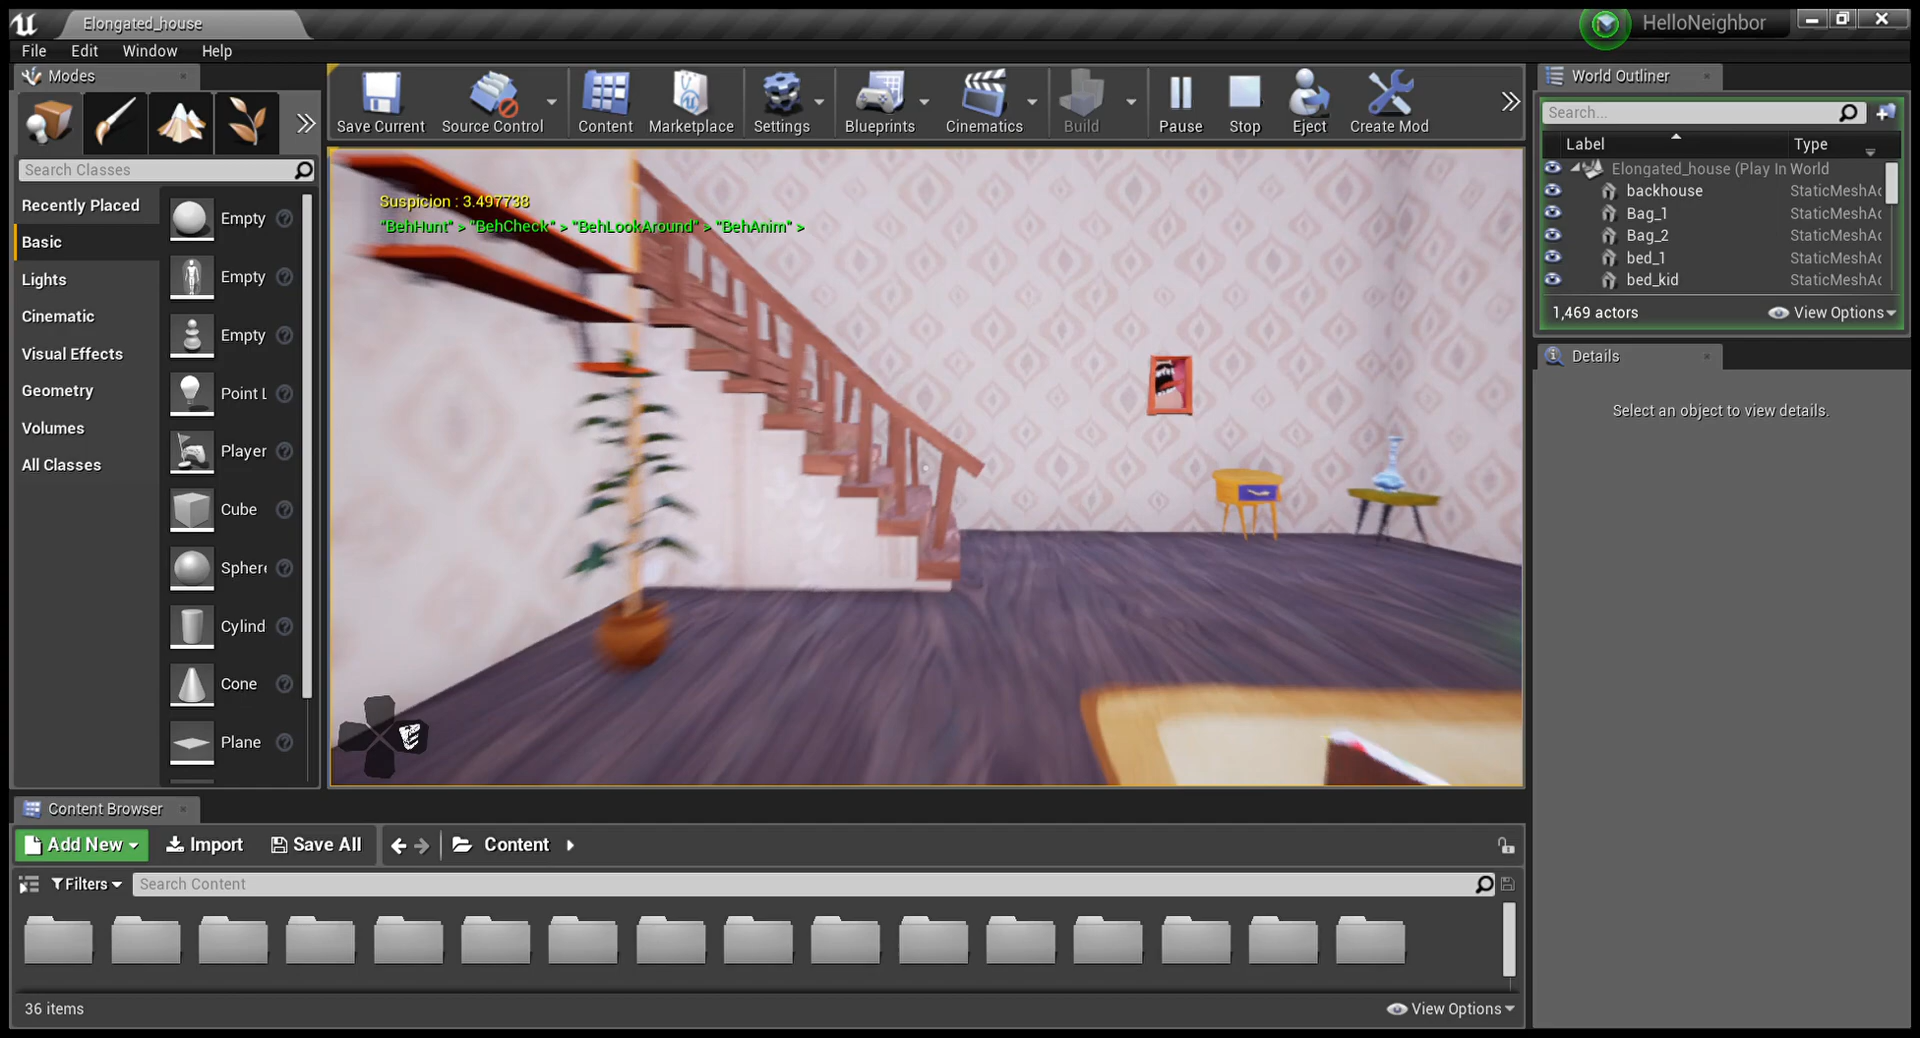 Elongated_house
HelloNeighbor
File Edit Window Help
Modes
Search Classes
Recently Placed
Basic
Lights
Cinematic
Visual Effects
Geometry
Volumes
All Classes
Empty
Empty
Empty
Point L
Player
Cube
Sphere
Cylind
Cone
Plane
Save Current
Source Control
Content
Marketplace
Settings
Blueprints
Cinematics
Build
Pause
Stop
Eject
Create Mod
Suspicion : 3.497738
"BehHunt" > "BehCheck" > "BehLookAround" > "BehAnim" >
World Outliner
Search...
Label Type
Elongated_house (Play In World
backhouse StaticMeshAc
Bag_1 StaticMeshAc
Bag_2 StaticMeshAc
bed_1 StaticMeshAc
bed_kid StaticMeshAc
1,469 actors
View Options
Details
Select an object to view details.
Content Browser
Add New Import Save All Content
Filters Search Content
36 items
View Options